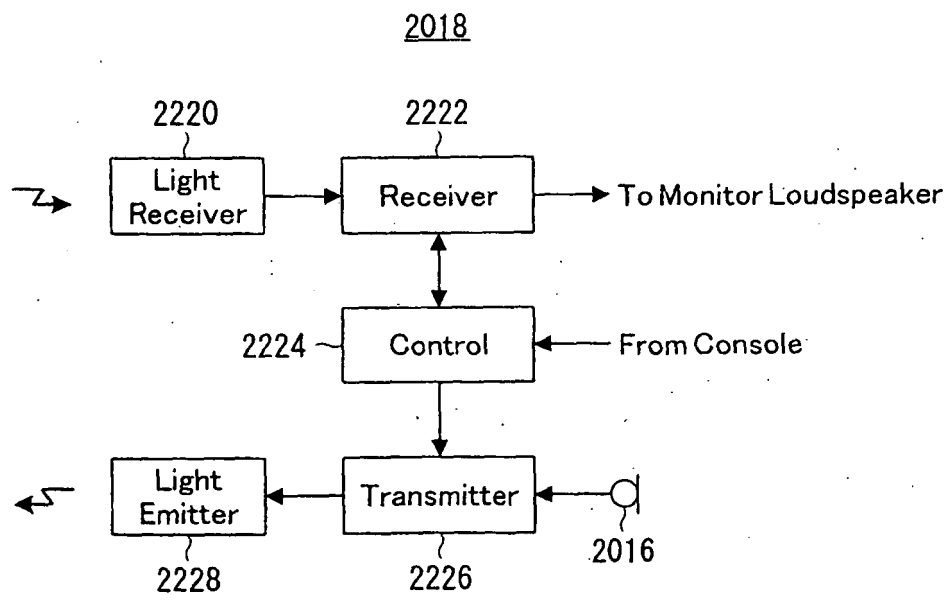 2018
2220
2222
Light
Receiver
Receiver
To Monitor Loudspeaker
2224
Control
From Console
Light
Emitter
Transmitter
2016
2228
2226